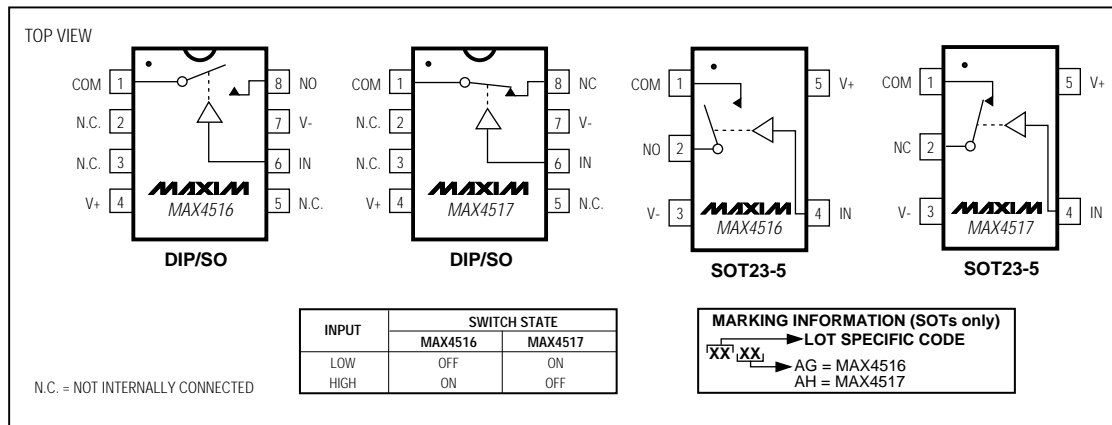 TOP VIEW
COM 1 8 NO
N.C. 2 7 V-
N.C. 3 6 IN
V+ 4 5 N.C.
MAXIM
MAX4516
DIP/SO
COM 1 8 NC
N.C. 2 7 V-
N.C. 3 6 IN
V+ 4 5 N.C.
MAXIM
MAX4517
DIP/SO
COM 1 5 V+
NO 2
V- 3 4 IN
MAXIM
MAX4516
SOT23-5
COM 1 5 V+
NC 2
V- 3 4 IN
MAXIM
MAX4517
SOT23-5
INPUT SWITCH STATE
MAX4516 MAX4517
LOW OFF ON
HIGH ON OFF
N.C. = NOT INTERNALLY CONNECTED
MARKING INFORMATION (SOTs only)
LOT SPECIFIC CODE
XX XX
AG = MAX4516
AH = MAX4517